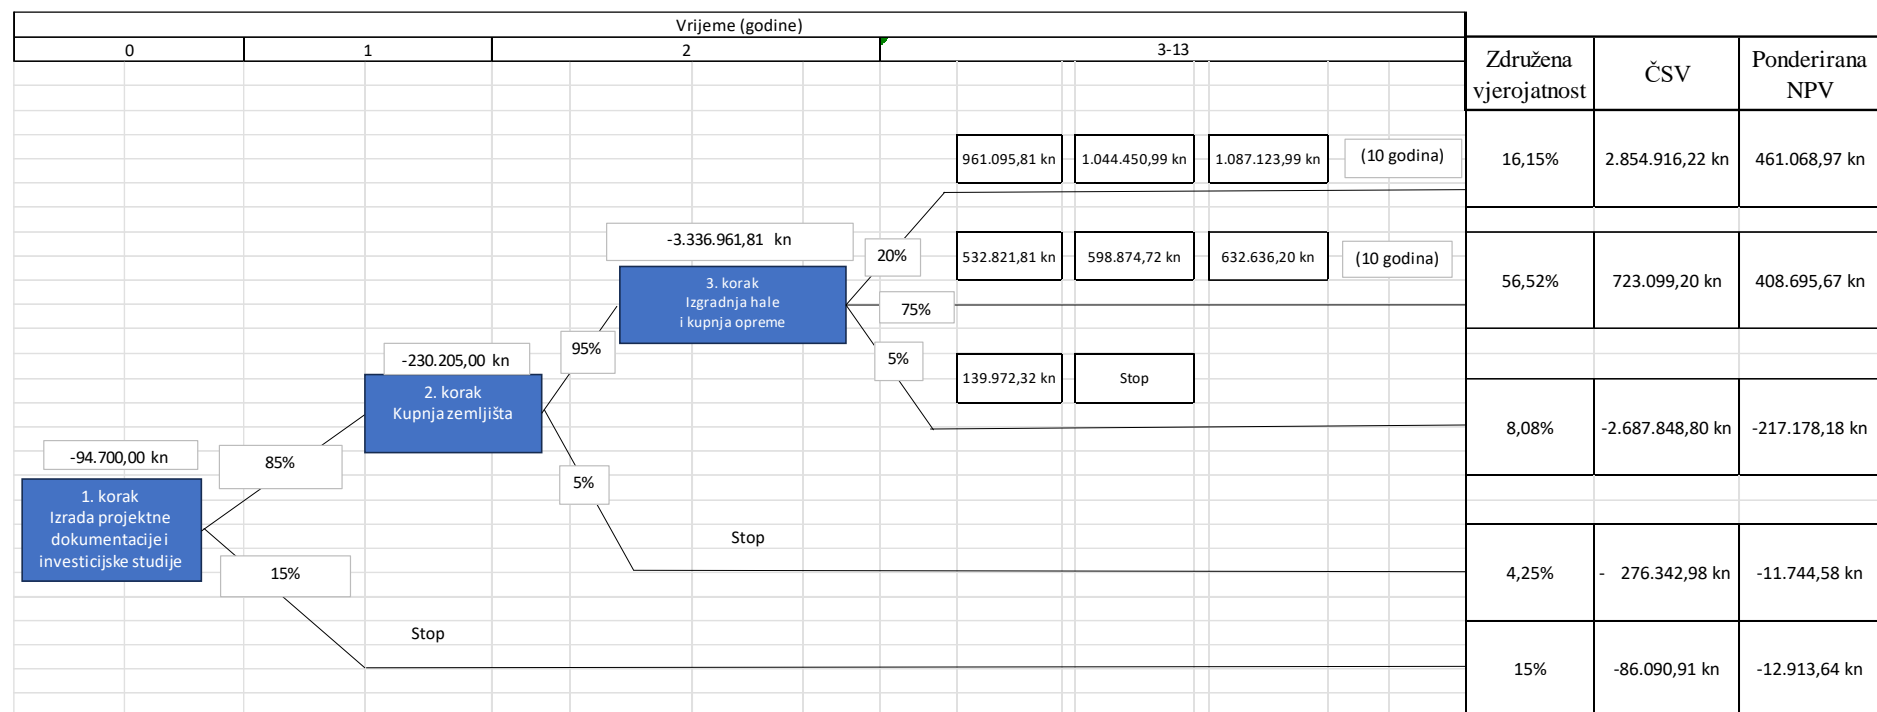 Vrijeme (godine)
0
1
2
3-13
Združena
vjerojatnost
ČSV
Ponderirana
NPV
961.095,81 kn
1.044.450,99 kn
1.087.123,99 kn
(10 godina)
16,15%
2.854.916,22 kn
461.068,97 kn
-3.336.961,81 kn
20%
532.821,81 kn
598.874,72 kn
632.636,20 kn
(10 godina)
56,52%
723.099,20 kn
408.695,67 kn
3. korak
Izgradnja hale
i kupnja opreme
75%
95%
5%
-230.205,00 kn
139.972,32 kn
Stop
2. korak
Kupnja zemljišta
8,08%
-2.687.848,80 kn
-217.178,18 kn
-94.700,00 kn
85%
5%
1. korak
Izrada projektne
dokumentacije i
investicijske studije
Stop
15%
4,25%
- 276.342,98 kn
-11.744,58 kn
Stop
15%
-86.090,91 kn
-12.913,64 kn